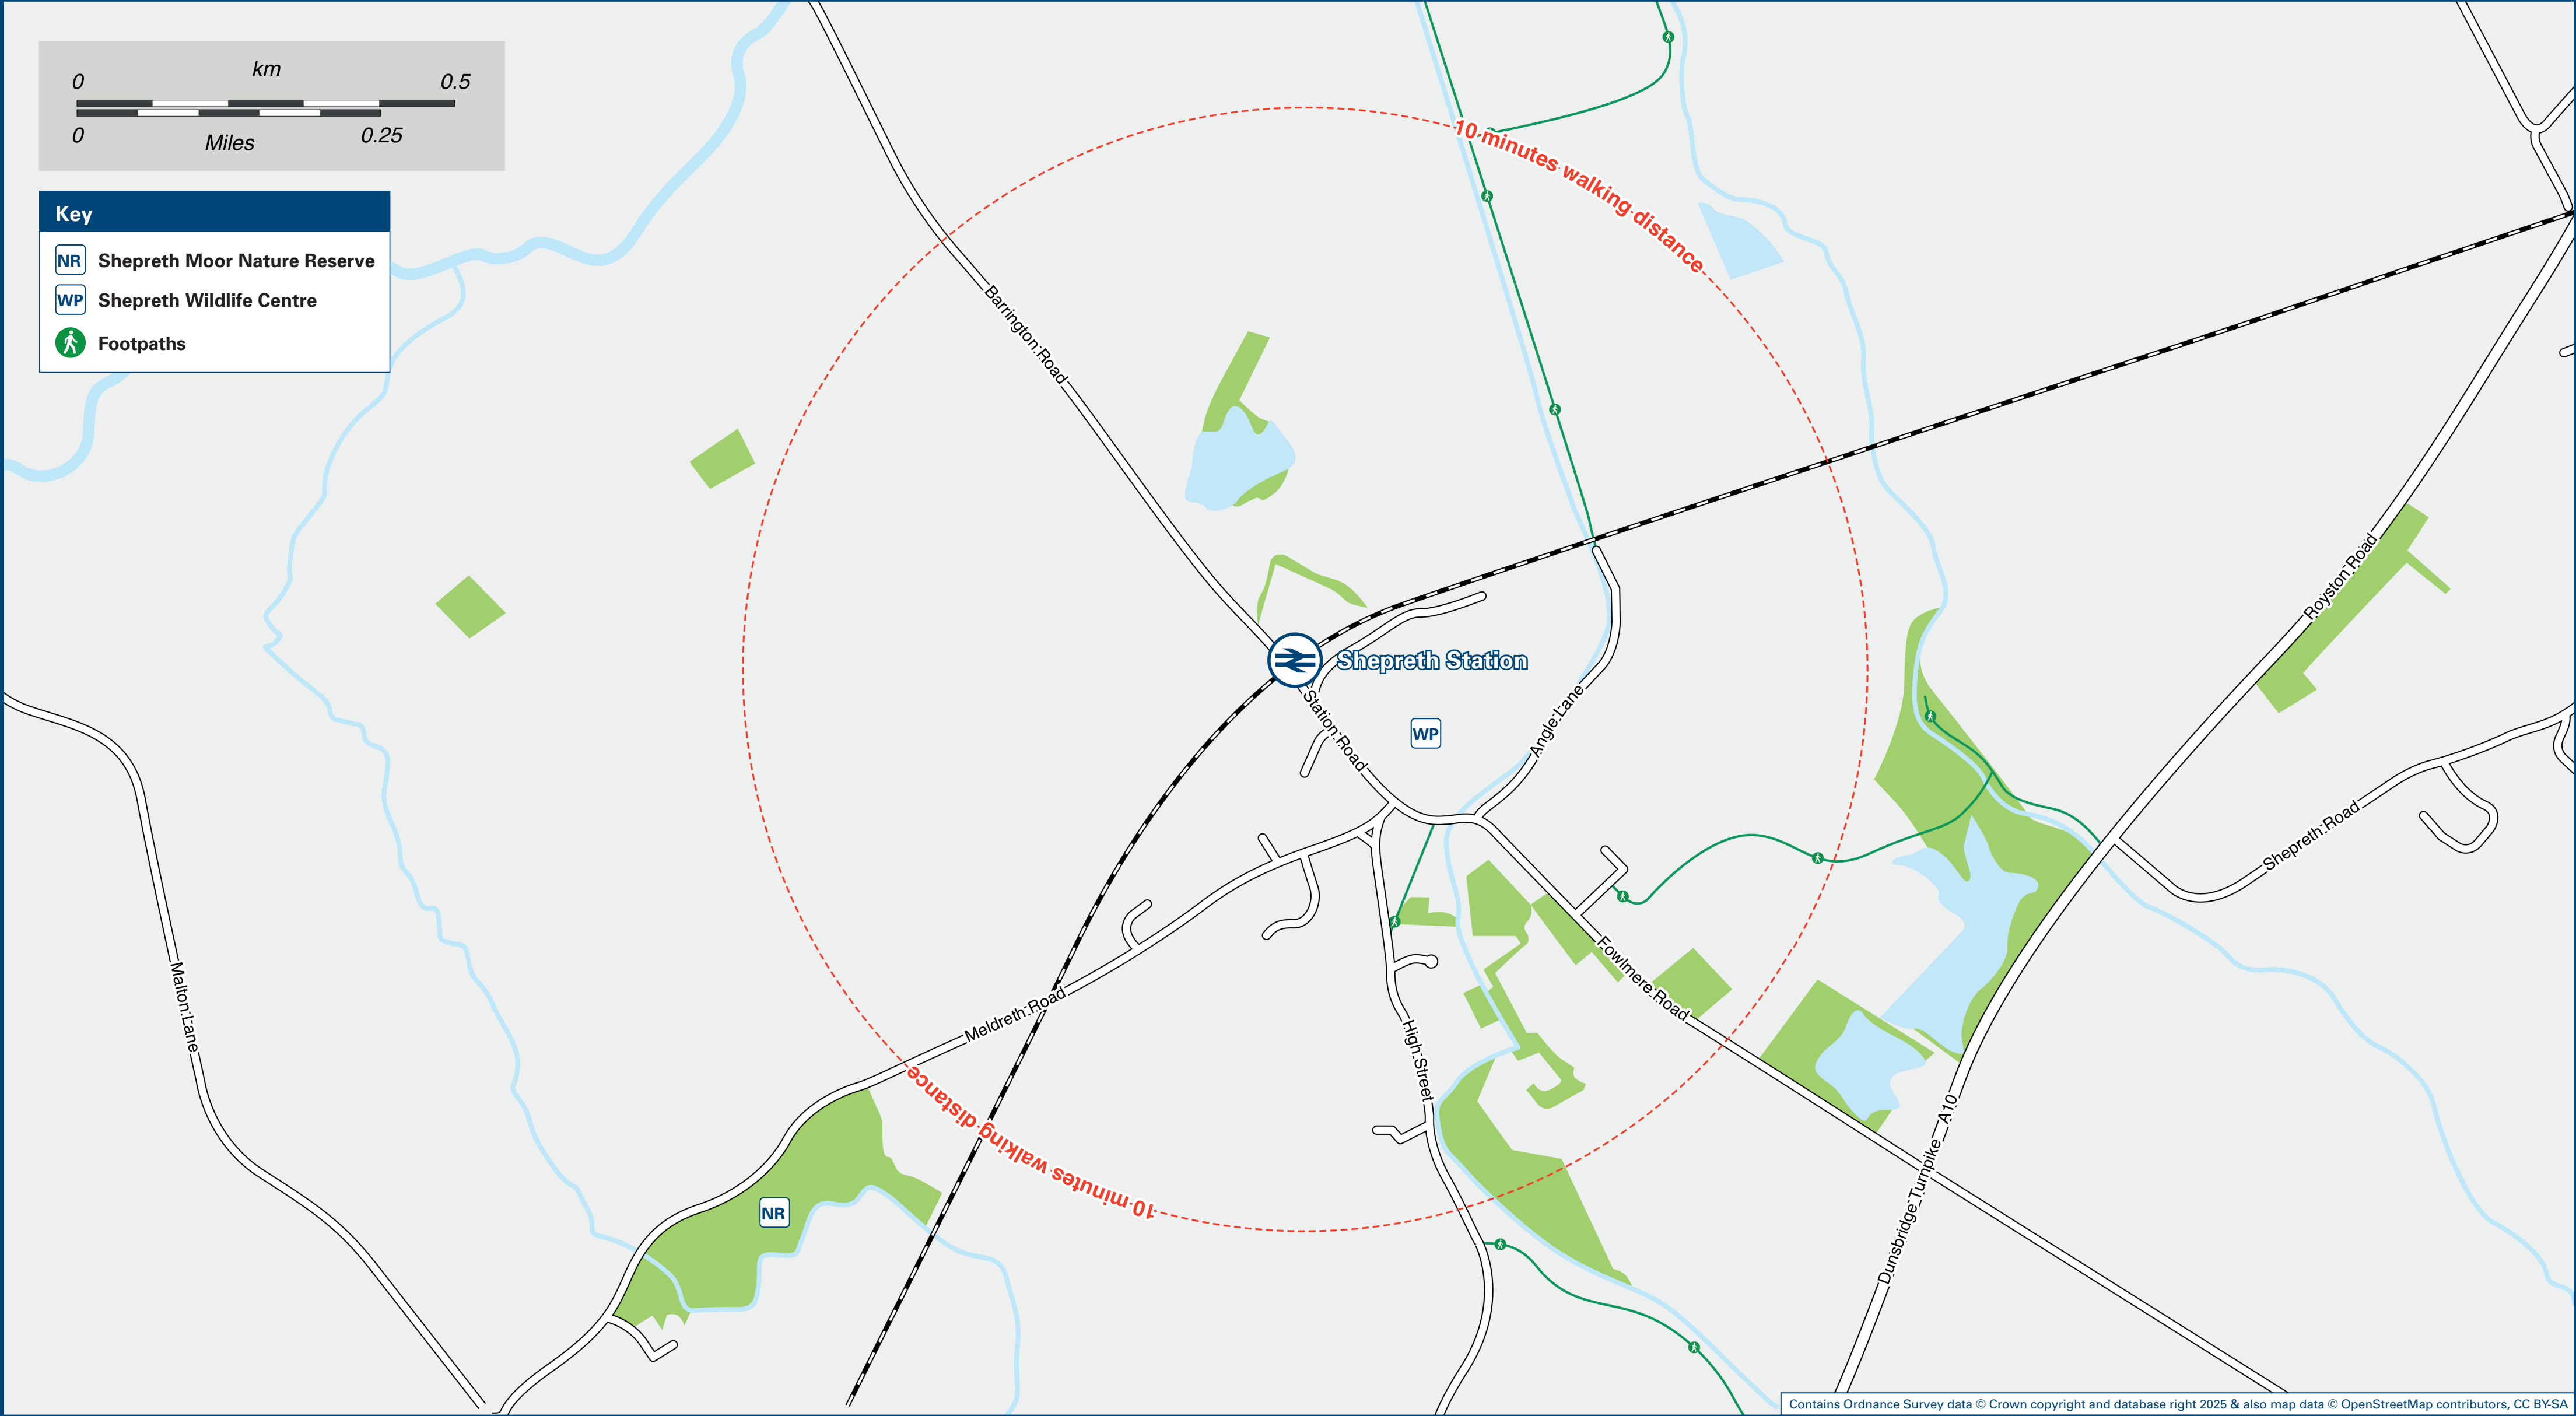 km
0 0.5
0 0.25
Miles
Key
NR Shepreth Moor Nature Reserve
WP Shepreth Wildlife Centre
Footpaths
10 minutes walking distance
Barrington Road
Royston Road
Shepreth Station
Station Road
WP
Angle Lane
Shepreth Road
Malton Lane
Meldreth Road
Fowlmere Road
High Street
10 minutes walking distance
NR
Dunsbridge Turnpike A10
Contains Ordnance Survey data © Crown copyright and database right 2025 & also map data © OpenStreetMap contributors, CC BY-SA